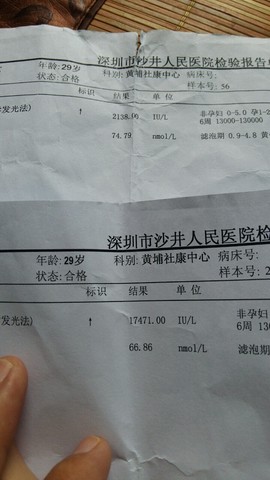 深圳市沙井人民医院检验报告单
年龄:29岁 科别:黄埔社康中心 病床号:
状态:合格 样本号: 36
标识 结果 单位
发光法) ↑ 2138.00 IU/L 非孕妇 0-5.0 孕1-2
6周 13000-130000
74.79 nmol/L 滤泡期 0.9-4.8 黄
深圳市沙井人民医院检
年龄:29岁 科别:黄埔社康中心 病床号:
状态:合格 样本号: 2
标识 结果 单位
发光法) ↑ 17471.00 IU/L 非孕妇
6周 130
66.86 nmol/L 滤泡期